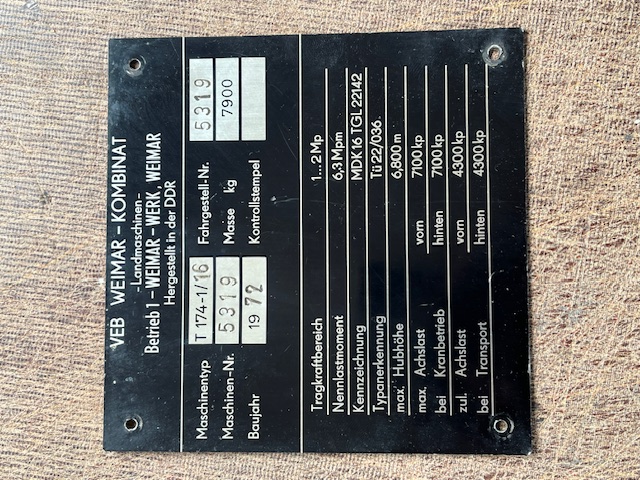 VEB WEIMAR-KOMBINAT
-Landmaschinen-
Betrieb 1-WEIMAR-WERK, WEIMAR
Hergestellt in der DDR
Maschinentyp T 174-1/16 Fahrgestell-Nr. 5319
Maschinen-Nr. 5319 Masse kg 7900
Baujahr 1972 Kontrollstempel
Tragkraftbereich 1...2 Mp
Nennlastmoment 6,3 Mpm
Kennzeichnung MDK 16 TGL 22142
Typanerkennung Tü 22/036.
max. Hubhöhe 6,800 m
max. Achslast vorn 7100 kp
bei Kranbetrieb hinten 7100 kp
zul. Achslast vorn 4300 kp
bei Transport hinten 4300 kp